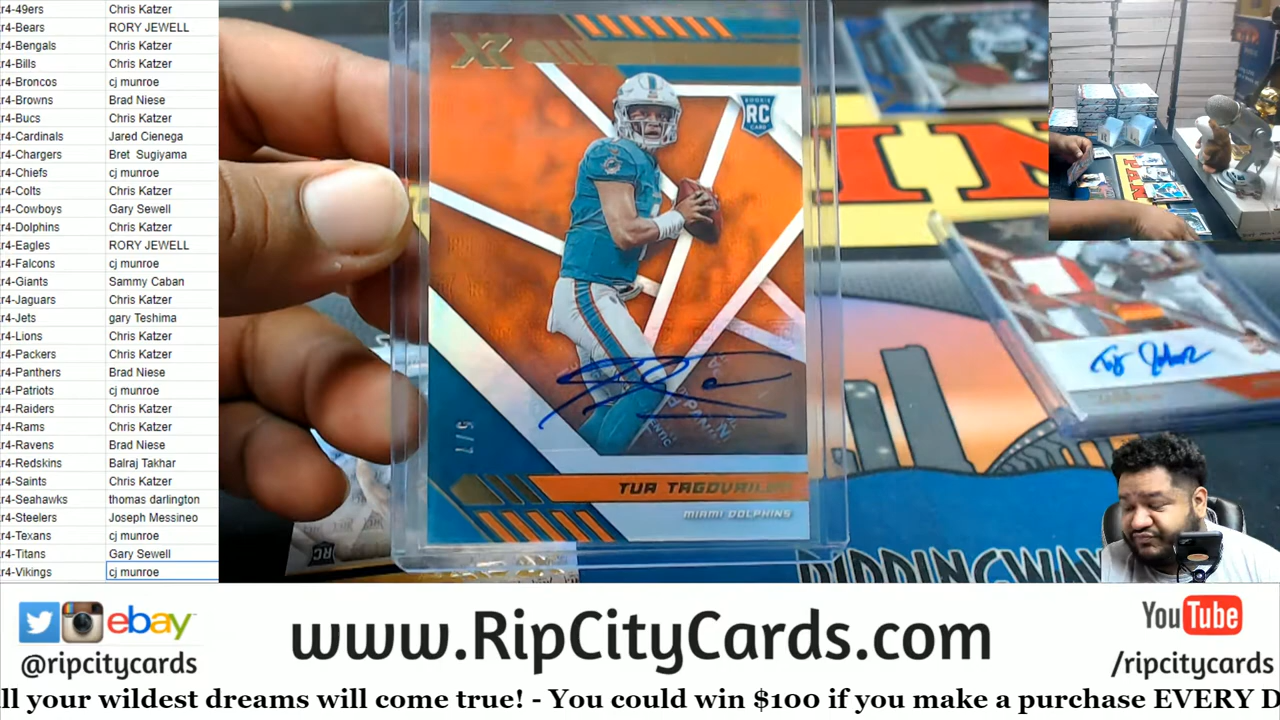 r4-49ers Chris Katzer
r4-Bears RORY JEWELL
r4-Bengals Chris Katzer
r4-Bills Chris Katzer
r4-Broncos cj munroe
r4-Browns Brad Niese
r4-Bucs Chris Katzer
r4-Cardinals Jared Cienega
r4-Chargers Bret Sugiyama
r4-Chiefs cj munroe
r4-Colts Chris Katzer
r4-Cowboys Gary Sewell
r4-Dolphins Chris Katzer
r4-Eagles RORY JEWELL
r4-Falcons cj munroe
r4-Giants Sammy Caban
r4-Jaguars Chris Katzer
r4-Jets gary Teshima
r4-Lions Chris Katzer
r4-Packers Chris Katzer
r4-Panthers Brad Niese
r4-Patriots cj munroe
r4-Raiders Chris Katzer
r4-Rams Chris Katzer
r4-Ravens Brad Niese
r4-Redskins Balraj Takhar
r4-Saints Chris Katzer
r4-Seahawks thomas darlington
r4-Steelers Joseph Messineo
r4-Texans cj munroe
r4-Titans Gary Sewell
r4-Vikings cj munroe
XR
ROOKIE
RC
CARD
TUA TAGOVAILOA
MIAMI DOLPHINS
RC
ebay
@ripcitycards
www.RipCityCards.com
YouTube
/ripcitycards
ll your wildest dreams will come true! - You could win $100 if you make a purchase EVERY D